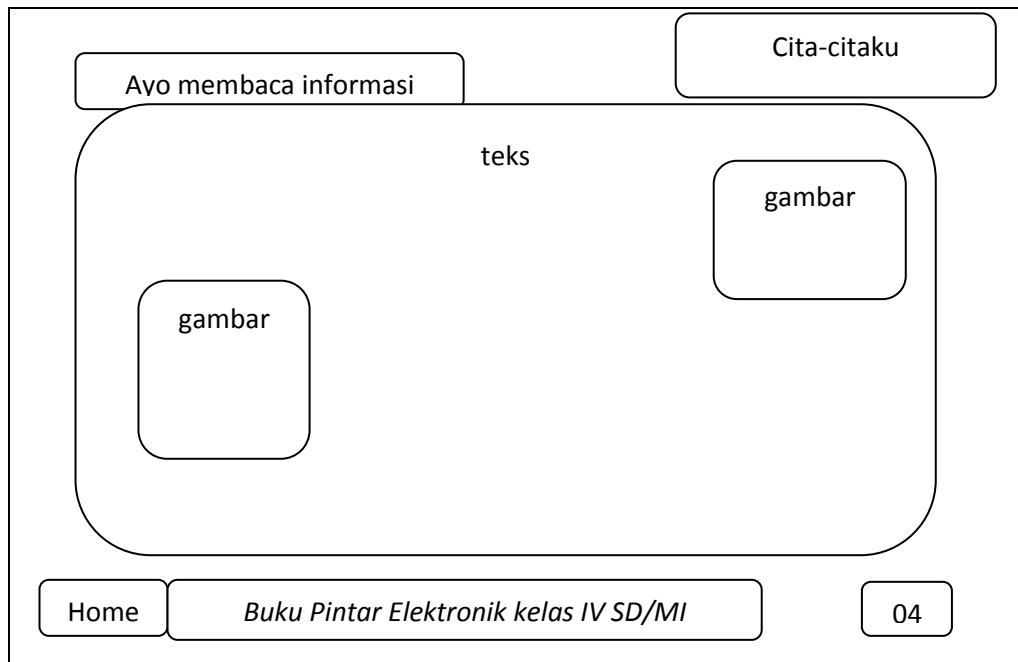 Cita-citaku
Ayo membaca informasi
teks
gambar
gambar
Home
Buku Pintar Elektronik kelas IV SD/MI
04